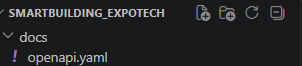 SMARTBUILDING_EXPOTECH
docs
! openapi.yaml